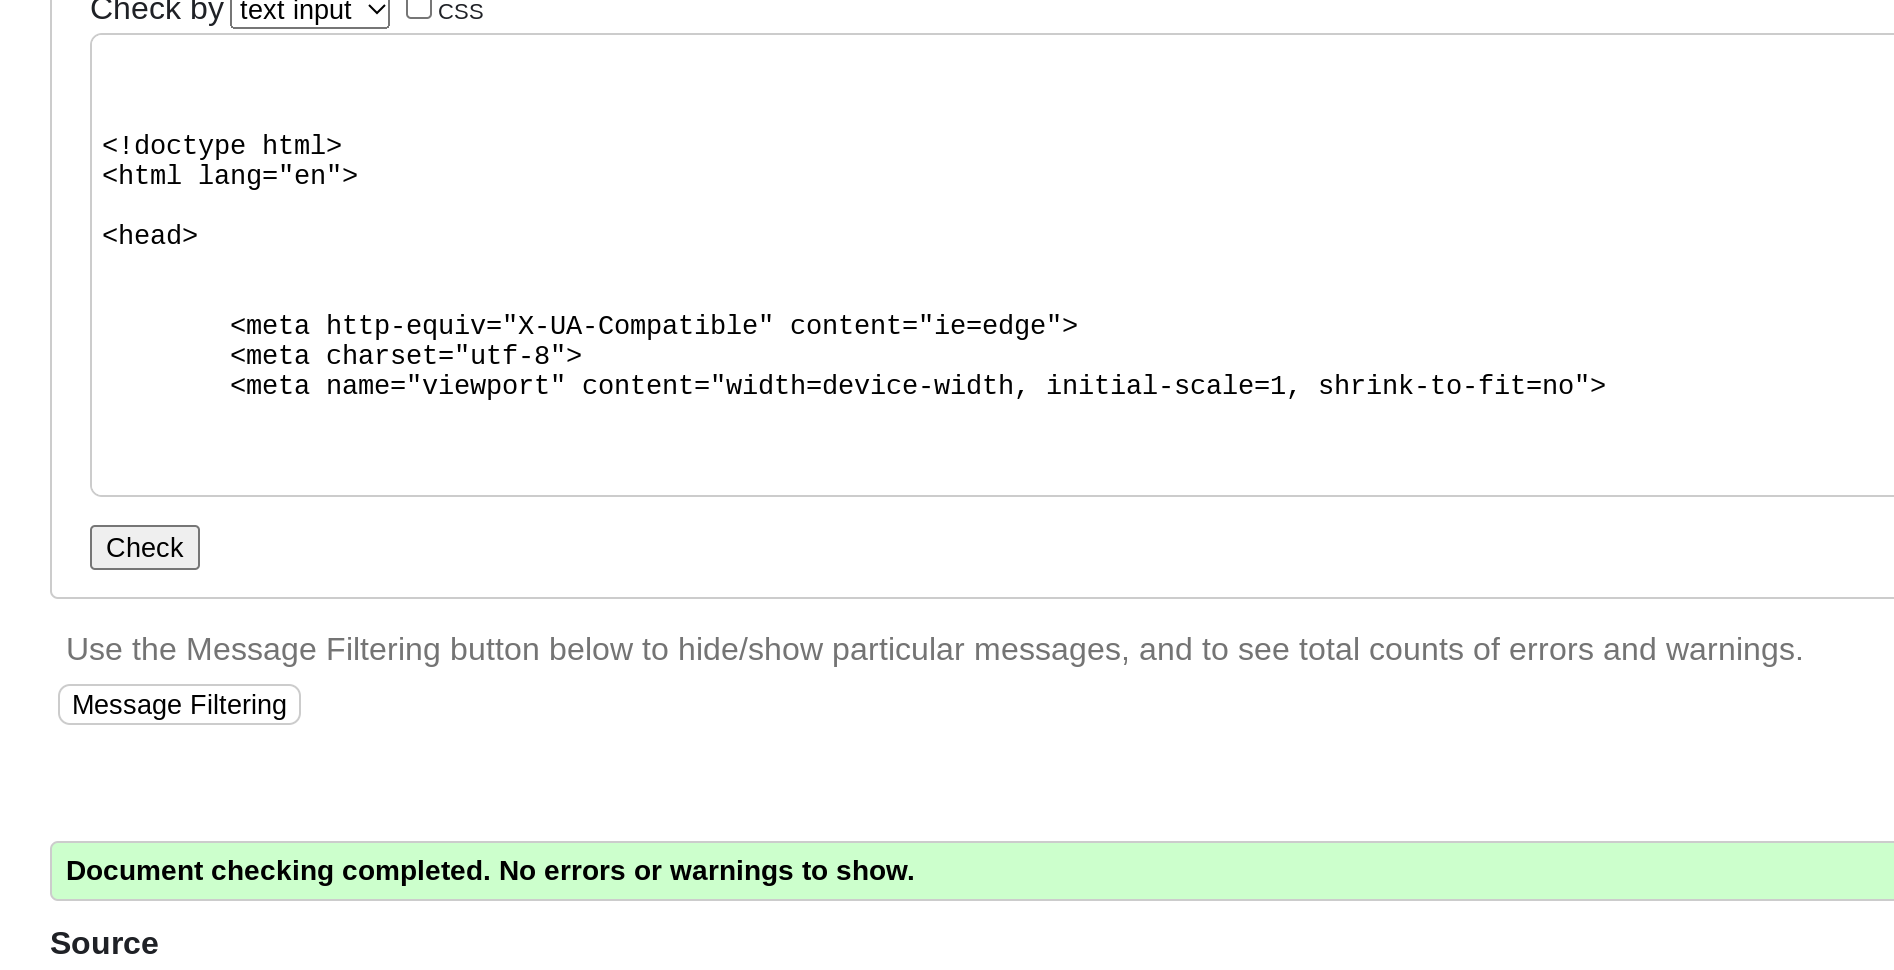 Check by text input CSS
<!doctype html>
<html lang="en">
<head>
<meta http-equiv="X-UA-Compatible" content="ie=edge">
<meta charset="utf-8">
<meta name="viewport" content="width=device-width, initial-scale=1, shrink-to-fit=no">
Check
Use the Message Filtering button below to hide/show particular messages, and to see total counts of errors and warnings.
Message Filtering
Document checking completed. No errors or warnings to show.
Source